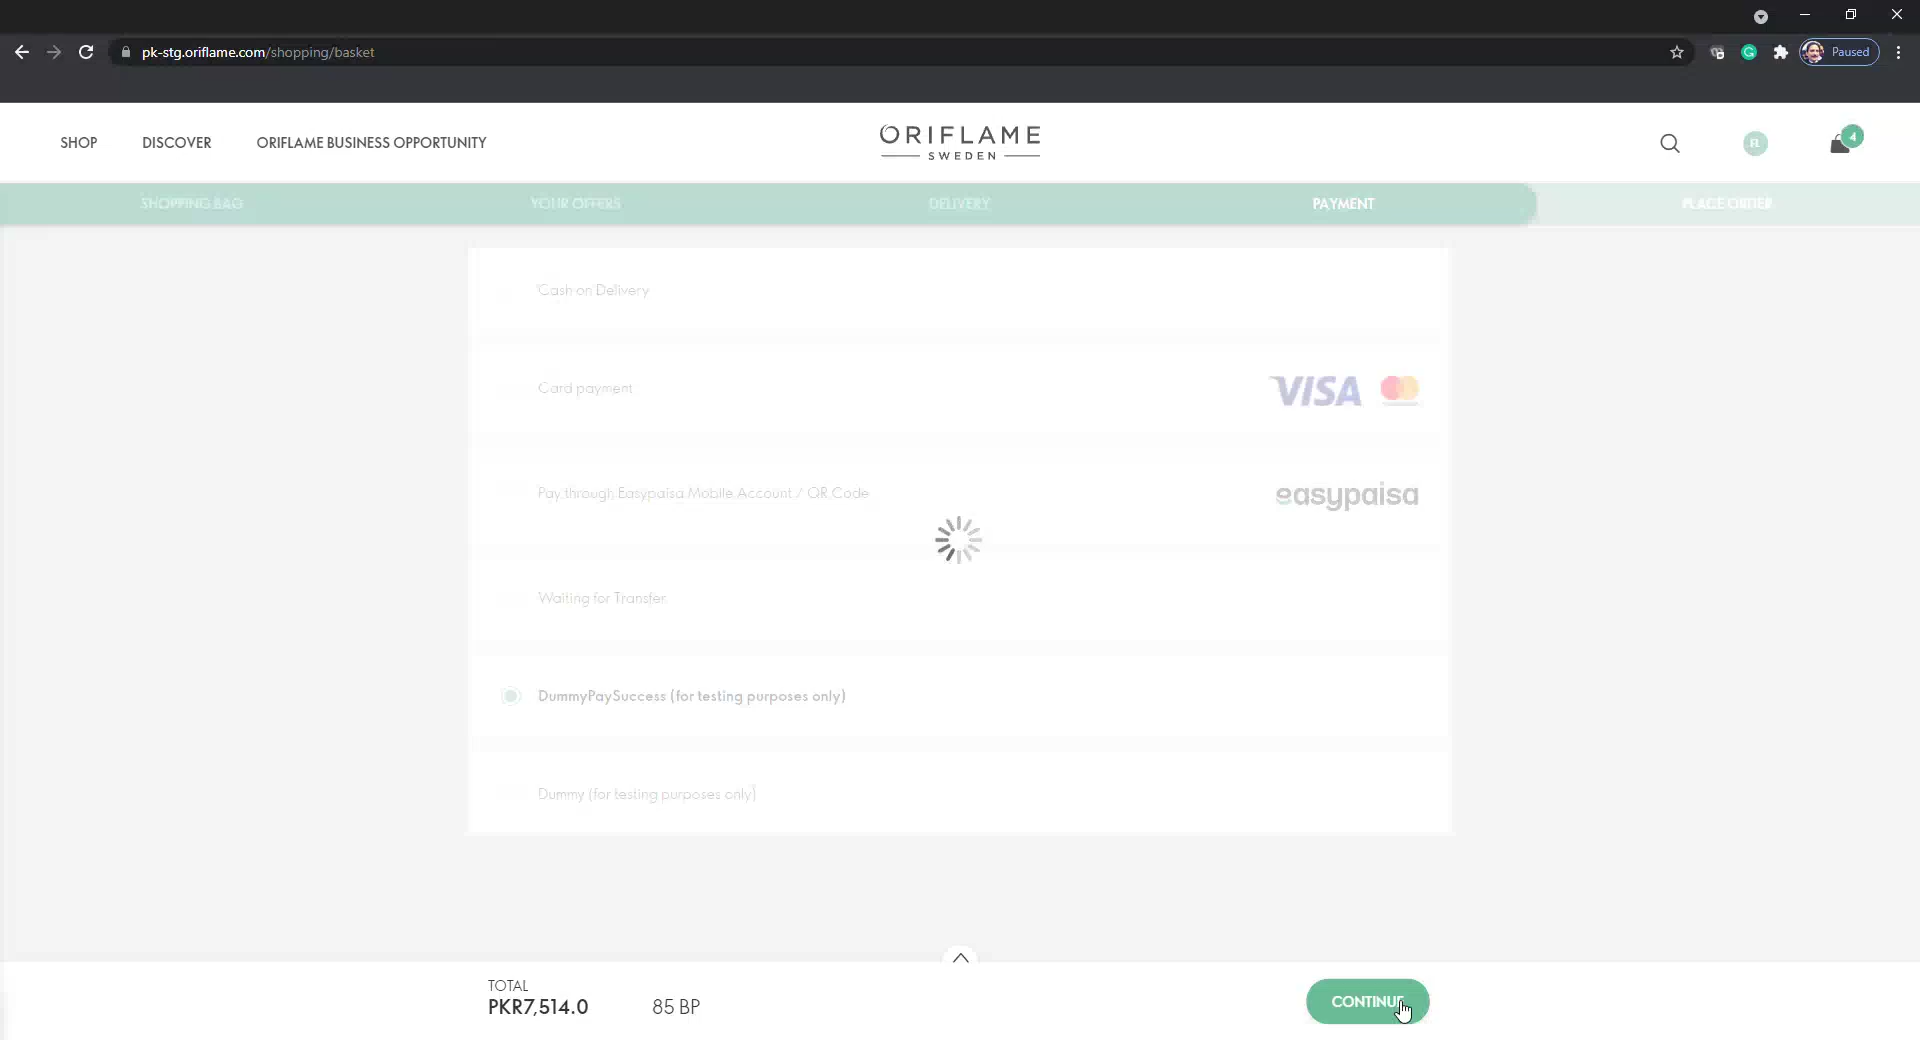 pk-stg.oriflame.com/shopping/basket
Paused
SHOP
DISCOVER
ORIFLAME BUSINESS OPPORTUNITY
ORIFLAME
SWEDEN
4
SHOPPING BAG
YOUR OFFERS
DELIVERY
PAYMENT
PLACE ORDER
Cash on Delivery
Card payment
VISA
Pay through Easypaisa Mobile Account / QR Code
easypaisa
Waiting for Transfer
DummyPaySuccess (for testing purposes only)
Dummy (for testing purposes only)
TOTAL
PKR7,514.0
85 BP
CONTINUE